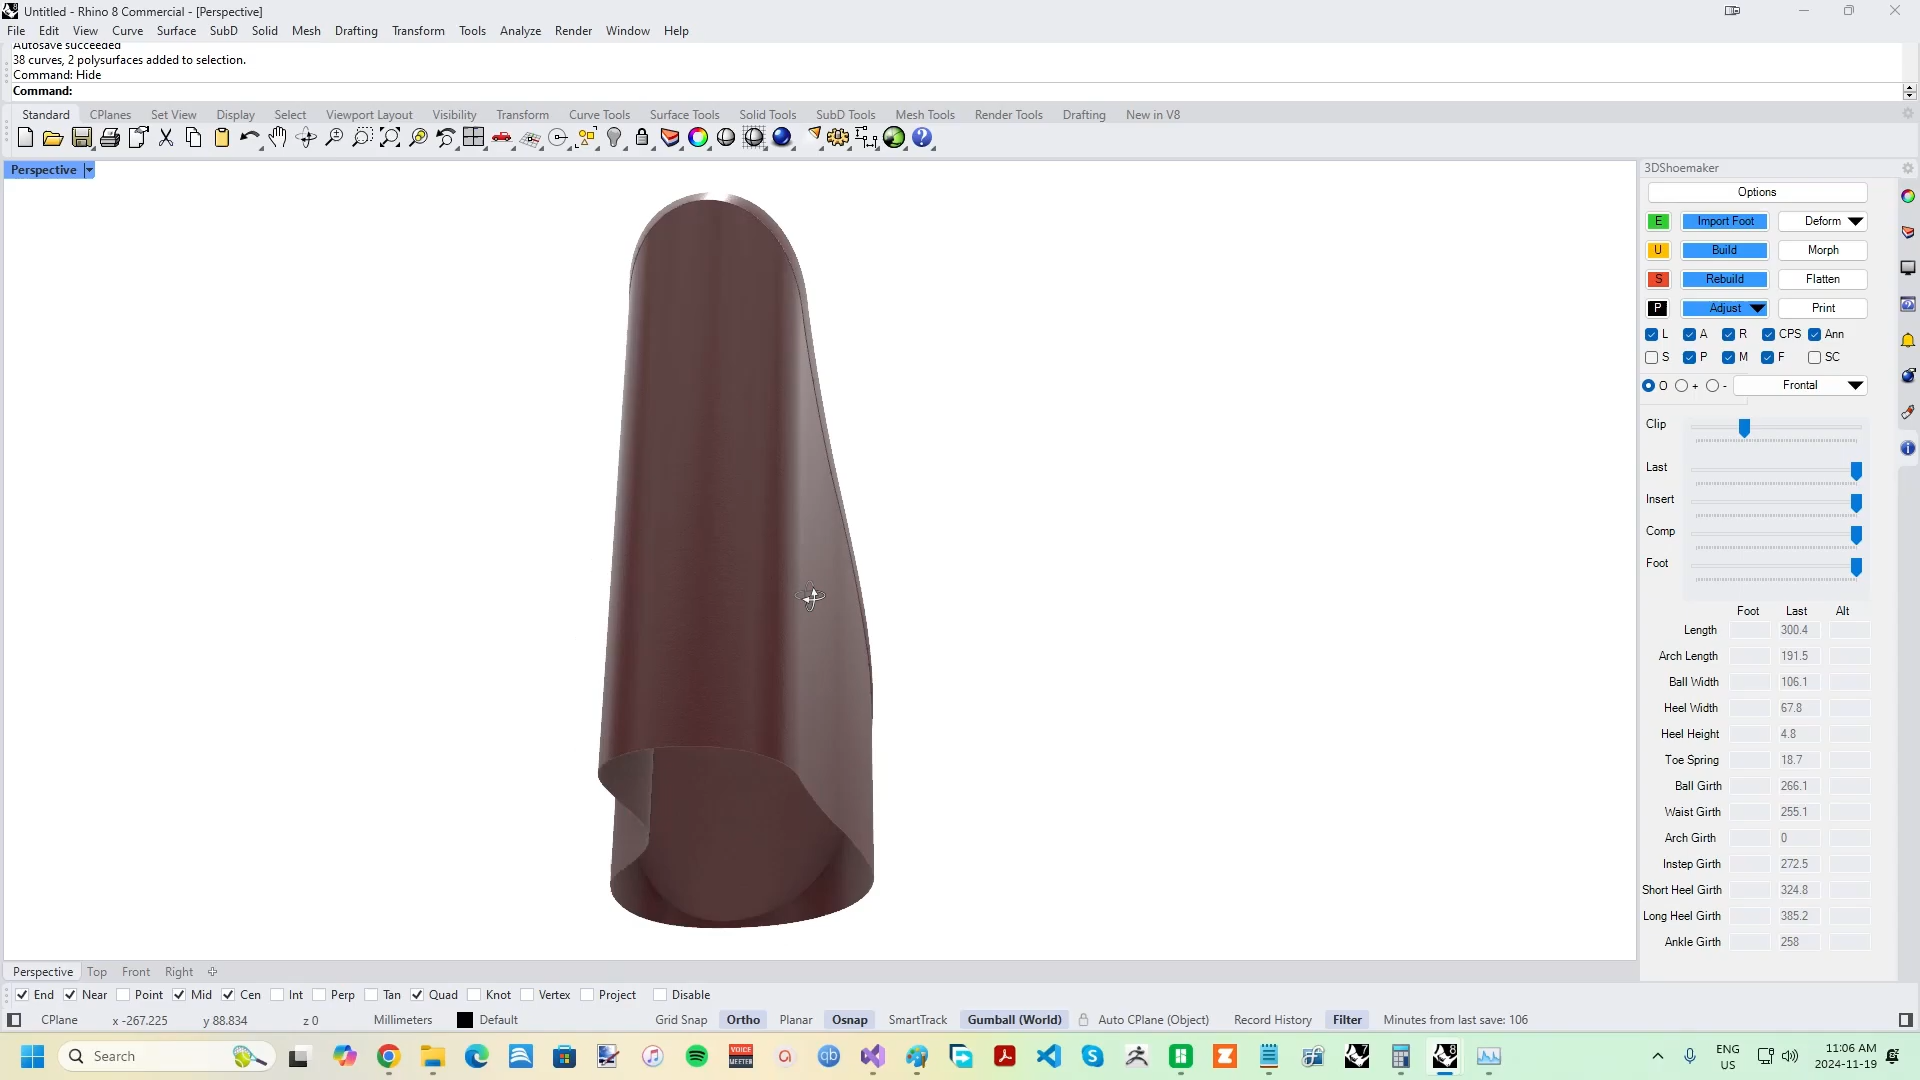 Untitled - Rhino 8 Commercial - [Perspective]
File Edit View Curve Surface SubD Solid Mesh Drafting Transform Tools Analyze Render Window Help
Autosave succeeded
38 curves, 2 polysurfaces added to selection.
Command: Hide
Command:
Standard CPlanes Set View Display Select Viewport Layout Visibility Transform Curve Tools Surface Tools Solid Tools SubD Tools Mesh Tools Render Tools Drafting New in V8
Perspective
3DShoemaker
Options
E Import Foot Deform
U Build Morph
S Rebuild Flatten
P Adjust Print
L A R CPS Ann
S P M F SC
O + - Frontal
Clip
Last
Insert
Comp
Foot
Foot Last Alt
Length 300.4
Arch Length 191.5
Ball Width 106.1
Heel Width 67.8
Heel Height 4.8
Toe Spring 18.7
Ball Girth 266.1
Waist Girth 255.1
Arch Girth 0
Instep Girth 272.5
Short Heel Girth 324.8
Long Heel Girth 385.2
Ankle Girth 258
Perspective Top Front Right
End Near Point Mid Cen Int Perp Tan Quad Knot Vertex Project Disable
CPlane x -267.225 y 88.834 z 0 Millimeters Default Grid Snap Ortho Planar Osnap SmartTrack Gumball (World) Auto CPlane (Object) Record History Filter Minutes from last save: 106
Search
VOICE
MEETER
qb
ENG
US
11:06 AM
2024-11-19